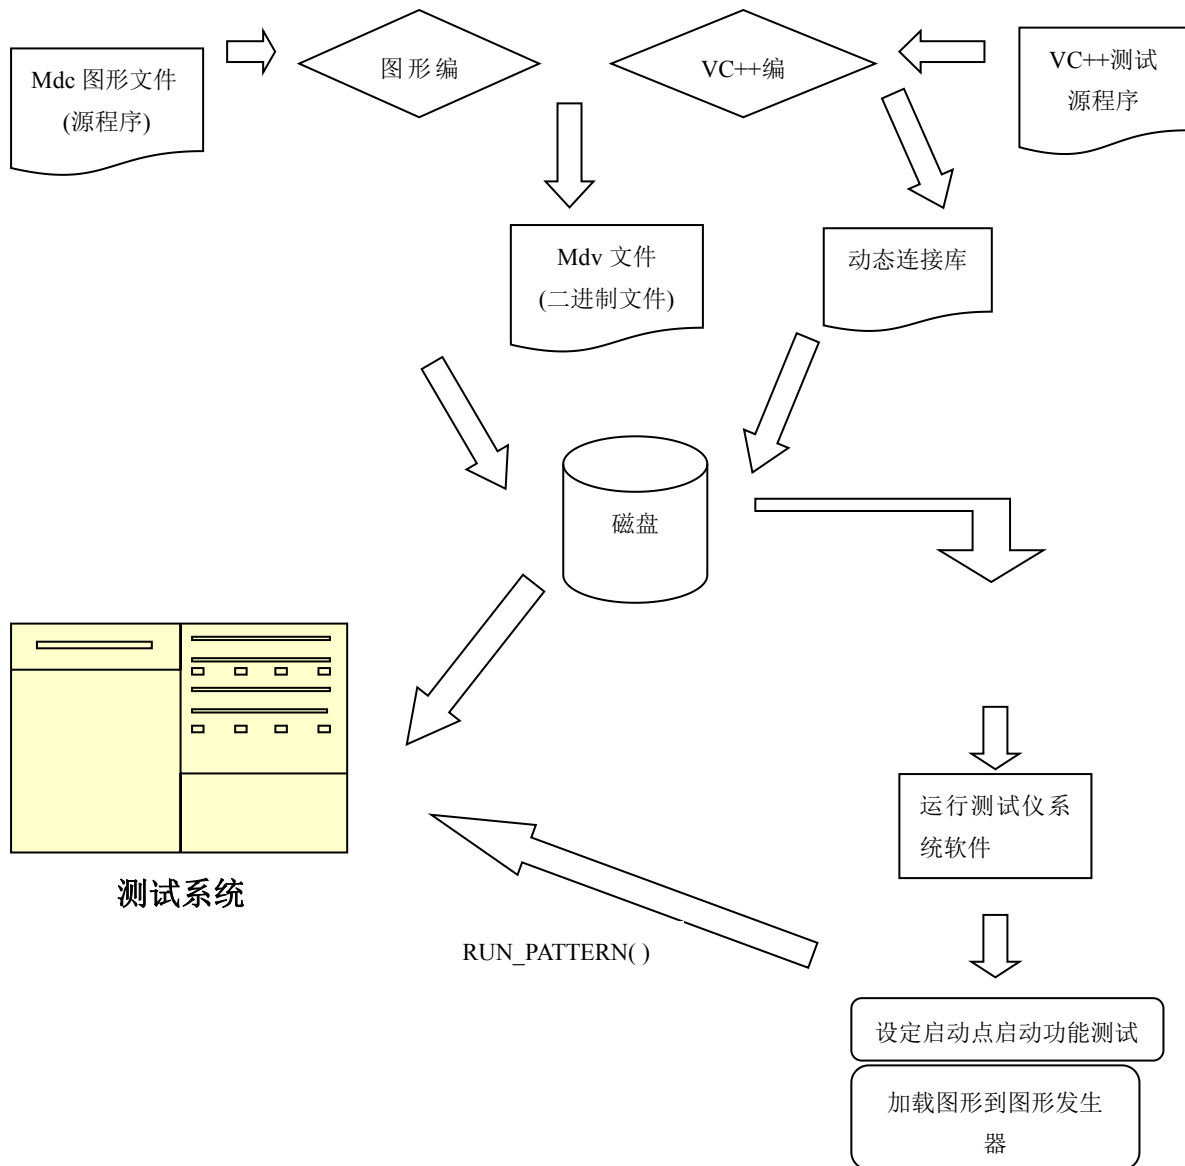 Mdc 图形文件
(源程序)
图形编
VC++编
VC++测试
源程序
Mdv 文件
(二进制文件)
动态连接库
磁盘
运行测试仪系
统软件
测试系统
RUN_PATTERN( )
设定启动点启动功能测试
加载图形到图形发生
器